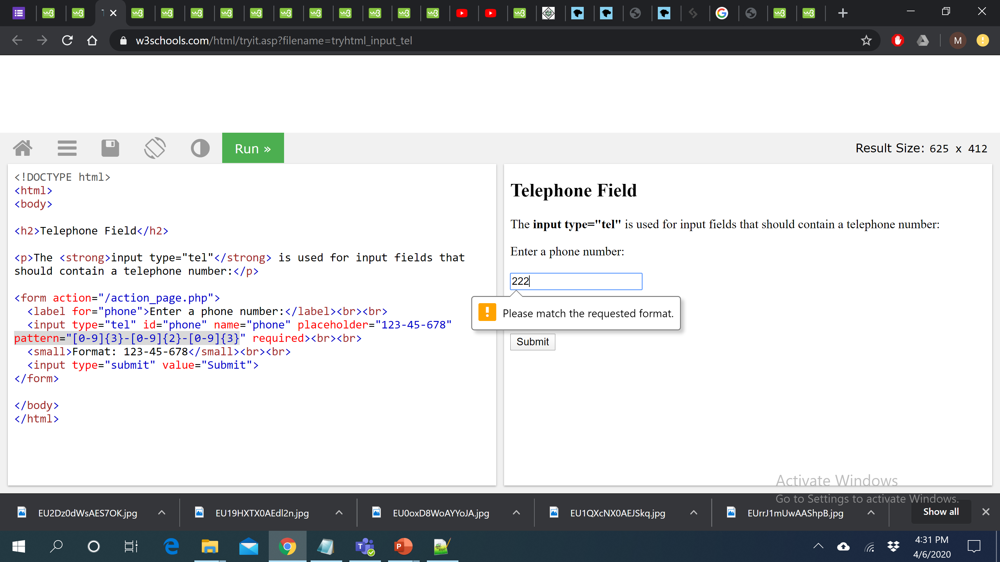 w3schools.com/html/tryit.asp?filename=tryhtml_input_tel
M
Run »
Result Size: 625 x 412
<!DOCTYPE html>
<html>
<body>
<h2>Telephone Field</h2>
<p>The <strong>input type="tel"</strong> is used for input fields that
should contain a telephone number:</p>
<form action="/action_page.php">
<label for="phone">Enter a phone number:</label><br><br>
<input type="tel" id="phone" name="phone" placeholder="123-45-678"
pattern="[0-9]{3}-[0-9]{2}-[0-9]{3}" required><br><br>
<small>Format: 123-45-678</small><br><br>
<input type="submit" value="Submit">
</form>
</body>
</html>
Telephone Field
The input type="tel" is used for input fields that should contain a telephone number:
Enter a phone number:
222
Please match the requested format.
Submit
Activate Windows
Go to Settings to activate Windows.
EU2Dz0dWsAES7OK.jpg
EU19HXTX0AEdl2n.jpg
EU0oxD8WoAYYoJA.jpg
EU1QXcNX0AEJSkq.jpg
EUrrJ1mUwAAShpB.jpg
Show all
4:31 PM
4/6/2020